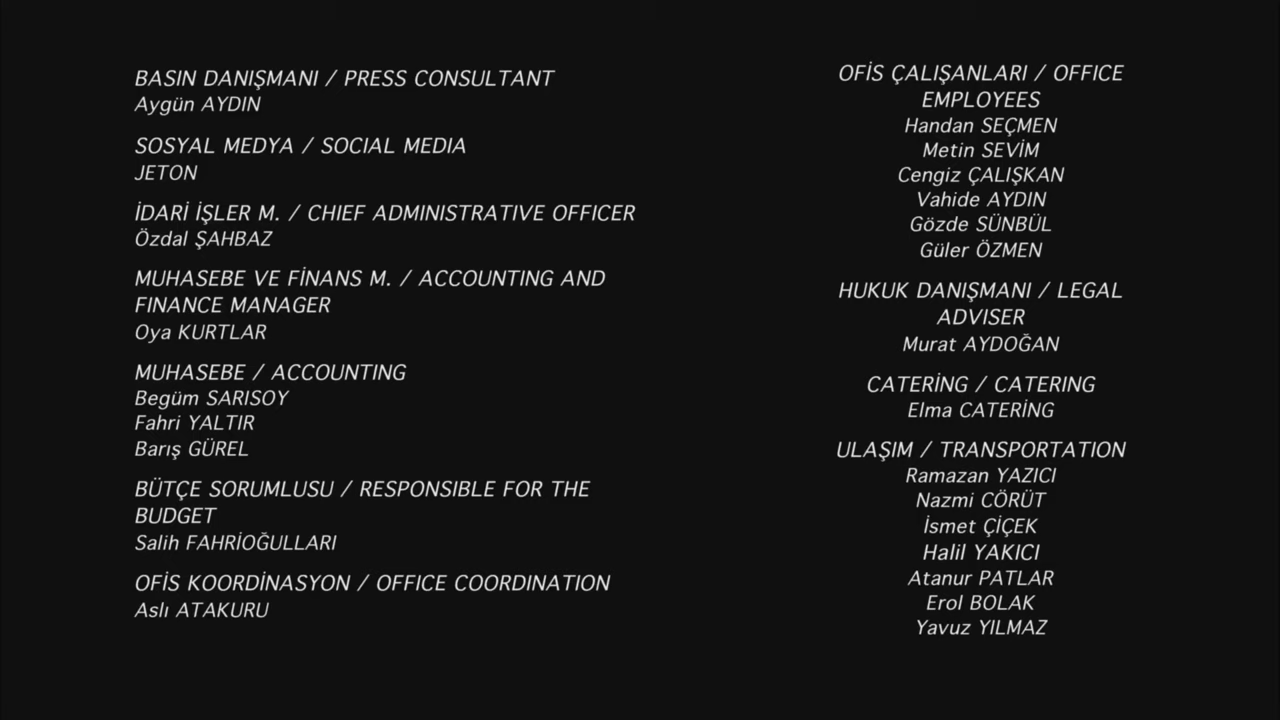 BASIN DANIŞMANI / PRESS CONSULTANT
Aygün AYDIN
SOSYAL MEDYA / SOCIAL MEDIA
JETON
İDARİ İŞLER M. / CHIEF ADMINISTRATIVE OFFICER
Özdal ŞAHBAZ
MUHASEBE VE FİNANS M. / ACCOUNTING AND
FINANCE MANAGER
Oya KURTLAR
MUHASEBE / ACCOUNTING
Begüm SARISOY
Fahri YALTIR
Barış GÜREL
BÜTÇE SORUMLUSU / RESPONSIBLE FOR THE
BUDGET
Salih FAHRİOĞULLARI
OFİS KOORDİNASYON / OFFICE COORDINATION
Aslı ATAKURU
OFİS ÇALIŞANLARI / OFFICE
EMPLOYEES
Handan SEÇMEN
Metin SEVİM
Cengiz ÇALIŞKAN
Vahide AYDIN
Gözde SÜNBÜL
Güler ÖZMEN
HUKUK DANIŞMANI / LEGAL
ADVISER
Murat AYDOĞAN
CATERİNG / CATERING
Elma CATERİNG
ULAŞIM / TRANSPORTATION
Ramazan YAZICI
Nazmi CÖRÜT
İsmet ÇİÇEK
Halil YAKICI
Atanur PATLAR
Erol BOLAK
Yavuz YILMAZ